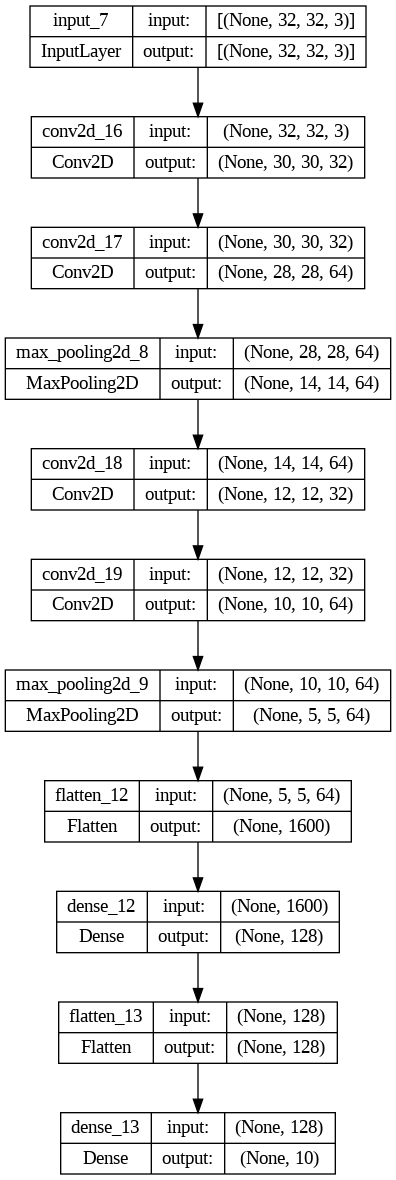 input_7 input: [(None, 32, 32, 3)]
InputLayer output: [(None, 32, 32, 3)]
conv2d_16 input: (None, 32, 32, 3)
Conv2D output: (None, 30, 30, 32)
conv2d_17 input: (None, 30, 30, 32)
Conv2D output: (None, 28, 28, 64)
max_pooling2d_8 input: (None, 28, 28, 64)
MaxPooling2D output: (None, 14, 14, 64)
conv2d_18 input: (None, 14, 14, 64)
Conv2D output: (None, 12, 12, 32)
conv2d_19 input: (None, 12, 12, 32)
Conv2D output: (None, 10, 10, 64)
max_pooling2d_9 input: (None, 10, 10, 64)
MaxPooling2D output: (None, 5, 5, 64)
flatten_12 input: (None, 5, 5, 64)
Flatten output: (None, 1600)
dense_12 input: (None, 1600)
Dense output: (None, 128)
flatten_13 input: (None, 128)
Flatten output: (None, 128)
dense_13 input: (None, 128)
Dense output: (None, 10)